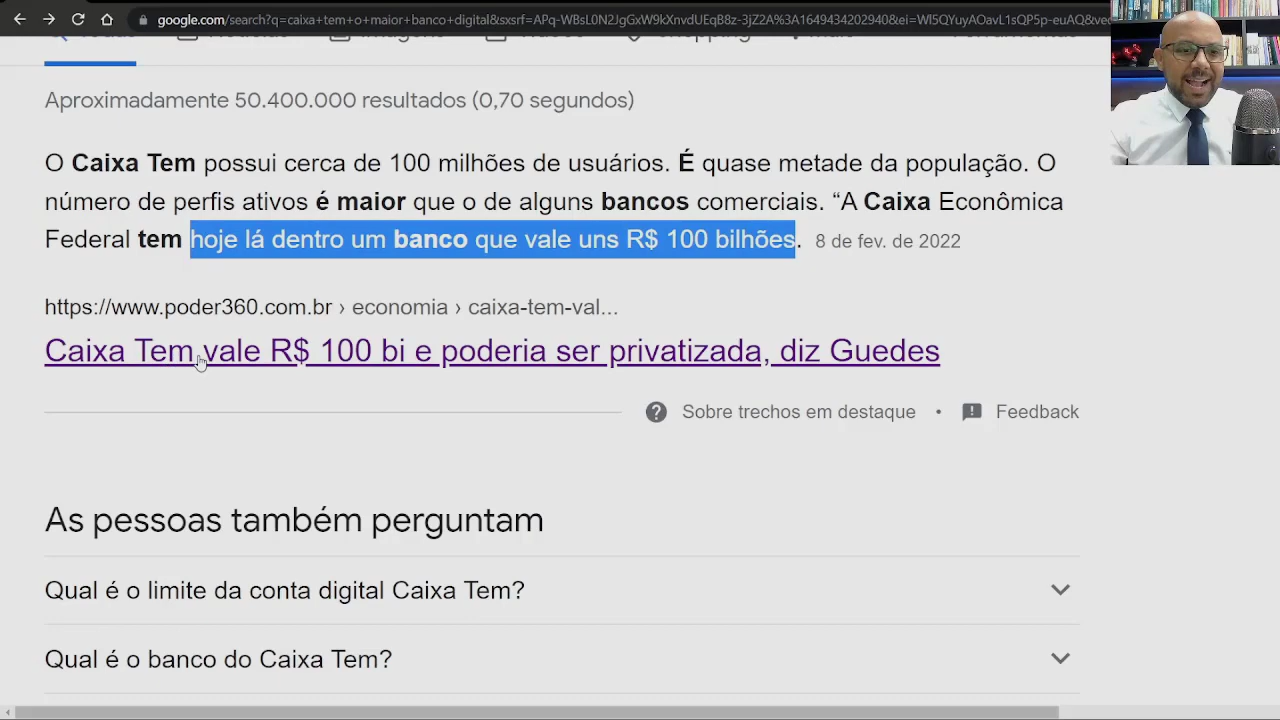 google.com/search?q=caixa+tem+o+maior+banco+digital&sxsrf=APq-WBsL0N2JgGxW9kXnvdUEqB8z-3jZ2A%3A1649434202940&ei=Wl5QYuyAOavL1sQP5p-euAQ&ved
Aproximadamente 50.400.000 resultados (0,70 segundos)
O Caixa Tem possui cerca de 100 milhões de usuários. É quase metade da população. O
número de perfis ativos é maior que o de alguns bancos comerciais. “A Caixa Econômica
Federal tem hoje lá dentro um banco que vale uns R$ 100 bilhões. 8 de fev. de 2022
https://www.poder360.com.br › economia › caixa-tem-val...
Caixa Tem vale R$ 100 bi e poderia ser privatizada, diz Guedes
Sobre trechos em destaque • Feedback
As pessoas também perguntam
Qual é o limite da conta digital Caixa Tem?
Qual é o banco do Caixa Tem?